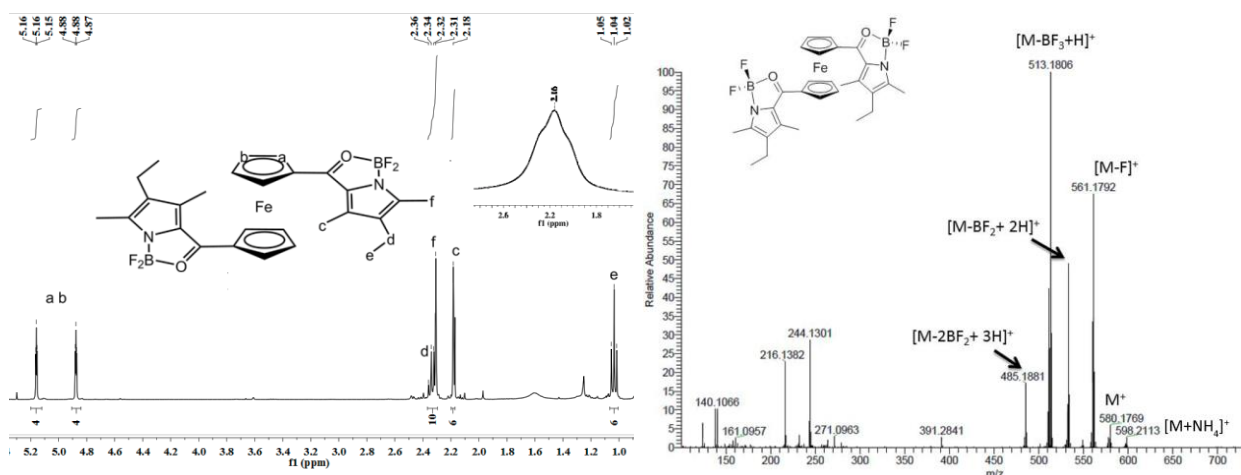 5.16
5.16
5.15
4.88
4.88
4.87
2.36
2.34
2.32
2.31
2.18
1.05
1.04
1.02
2.16
2.6 2.2 1.8
f1 (ppm)
b a
O
BF2
N
Fe
f
c
d
e
N
F2B
O
a b
d
f
c
e
4 4 10 6 6
5.2 5.0 4.8 4.6 4.4 4.2 4.0 3.8 3.6 3.4 3.2 3.0 2.8 2.6 2.4 2.2 2.0 1.8 1.6 1.4 1.2 1.0
f1 (ppm)
F
O B F
N
Fe
F
F B O
N
[M-BF3+H]+
513.1806
[M-F]+
561.1792
[M-BF2+ 2H]+
[M-2BF2+ 3H]+
485.1881
M+
580.1769
[M+NH4]+
598.2113
244.1301
216.1382
140.1066
161.0957
271.0963
391.2841
Relative Abundance
100
95
90
85
80
75
70
65
60
55
50
45
40
35
30
25
20
15
10
5
0
150 200 250 300 350 400 450 500 550 600 650 700
m/z